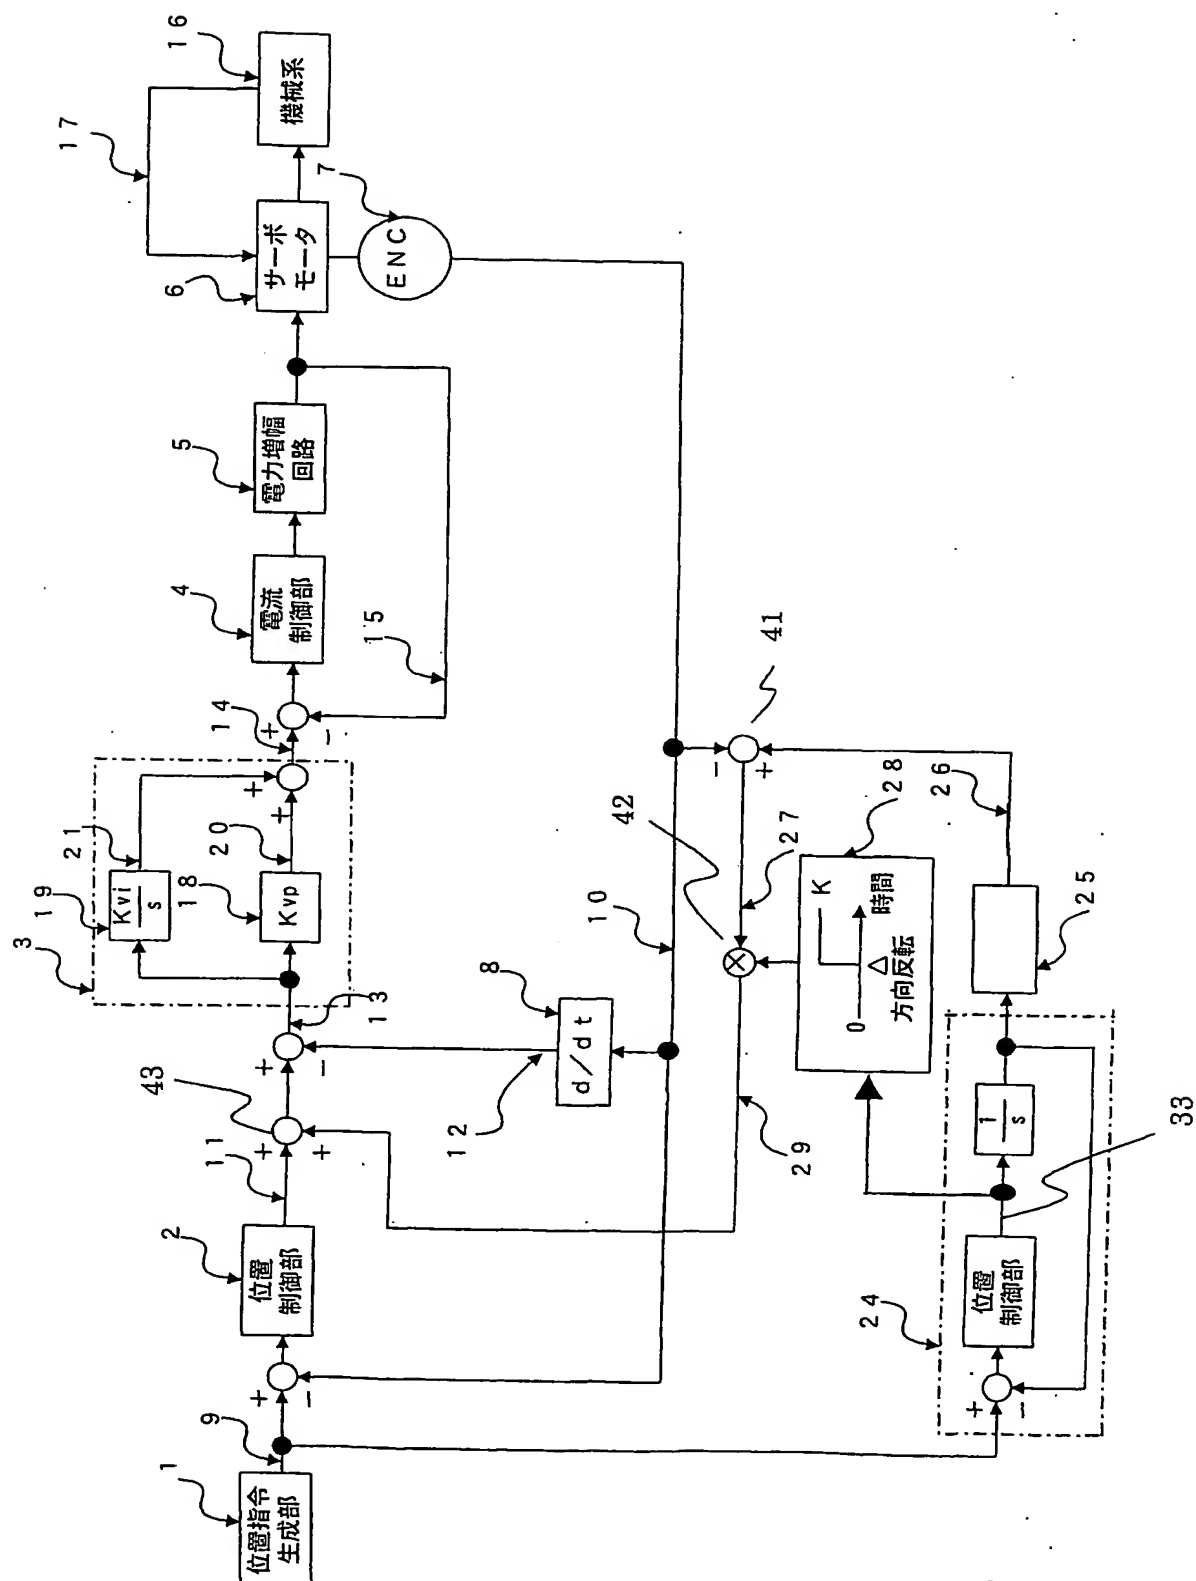 1
位置指令
生成部
9
+
−
2
位置
制御部
11
43
+
+
+
−
13
3
19
Kvi
s
21
18
Kvp
20
+
+
14
+
−
4
電流
制御部
15
5
電力増幅
回路
6
サーボ
モータ
17
16
機械系
7
ENC
8
d/dt
12
10
42
41
−
+
27
28
K
0
時間
△
方向反転
29
26
25
24
+
−
位置
制御部
33
1
s